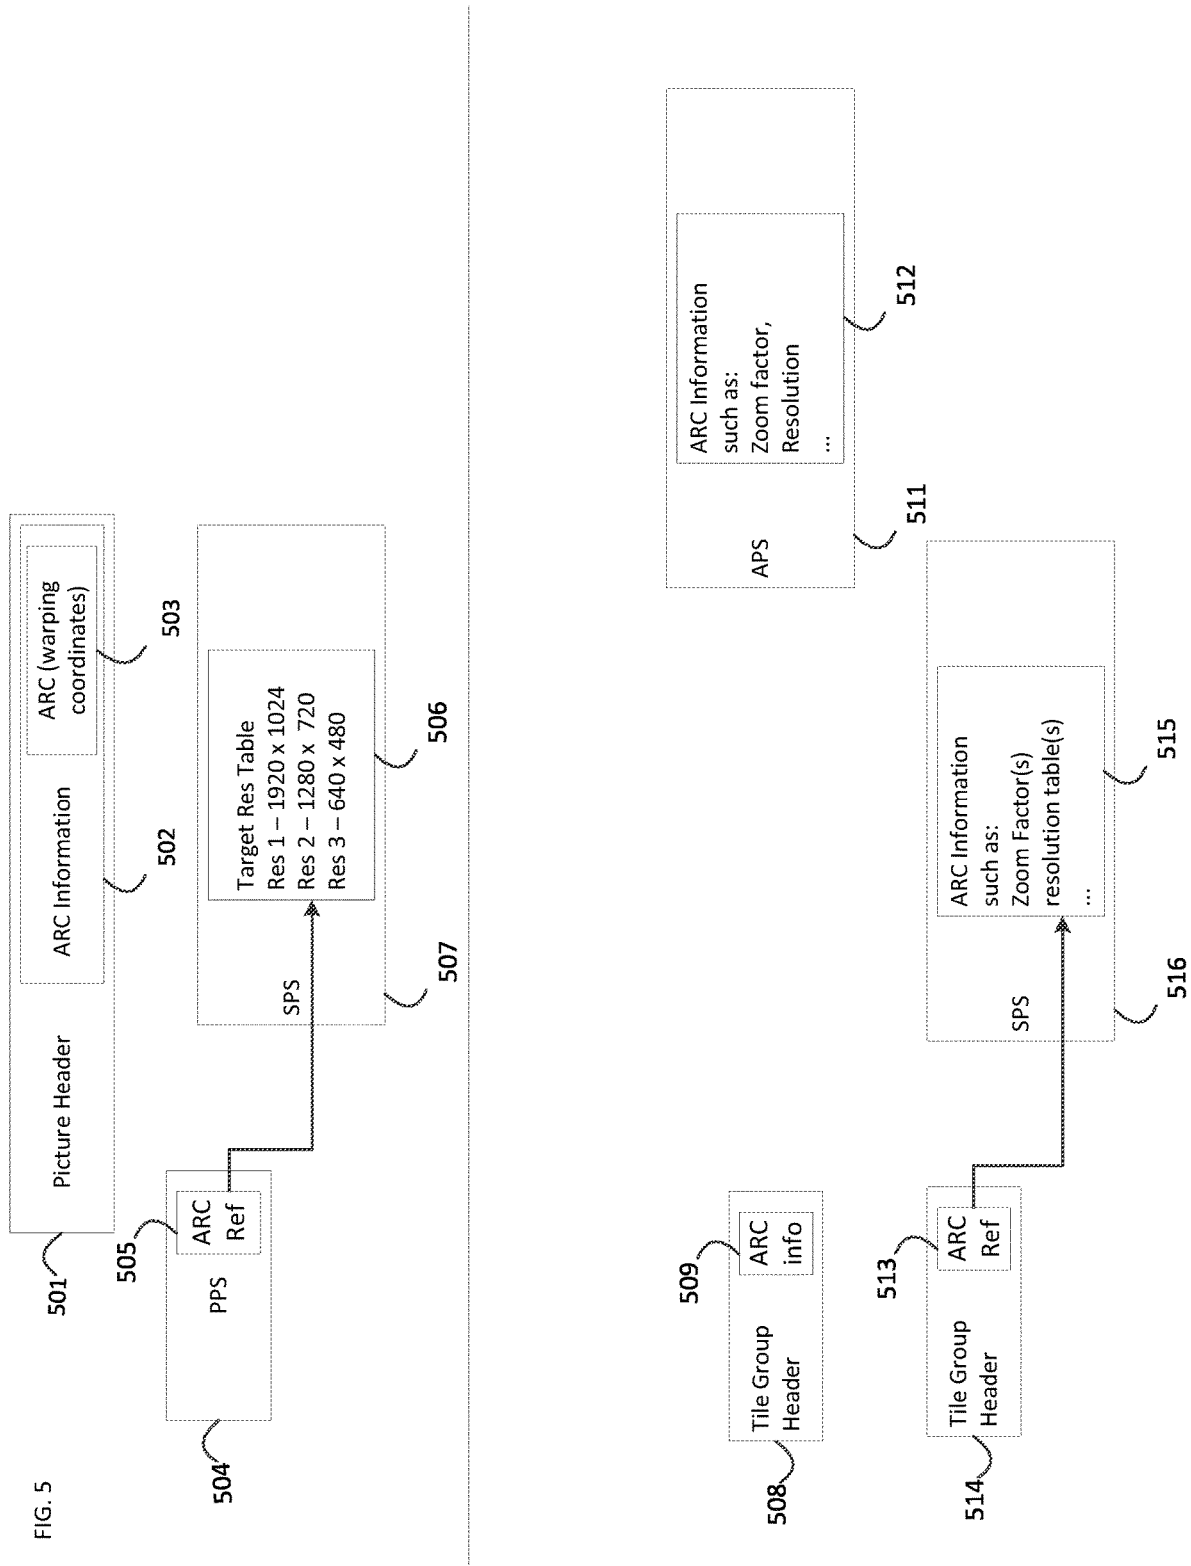 FIG. 5
501
Picture Header
ARC Information
502
ARC (warping
coordinates)
503
504
PPS
505
ARC
Ref
SPS
507
Target Res Table
Res 1 – 1920 x 1024
Res 2 – 1280 x 720
Res 3 – 640 x 480
506
508
Tile Group
Header
509
ARC
info
APS
511
ARC Information
such as:
Zoom factor,
Resolution
...
512
514
Tile Group
Header
513
ARC
Ref
SPS
516
ARC Information
such as:
Zoom Factor(s)
resolution table(s)
...
515